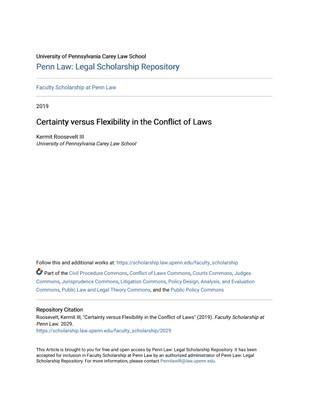 University of Pennsylvania Carey Law School
Penn Law: Legal Scholarship Repository
Faculty Scholarship at Penn Law
2019
Certainty versus Flexibility in the Conflict of Laws
Kermit Roosevelt III
University of Pennsylvania Carey Law School
Follow this and additional works at: https://scholarship.law.upenn.edu/faculty_scholarship
Part of the Civil Procedure Commons, Conflict of Laws Commons, Courts Commons, Judges
Commons, Jurisprudence Commons, Litigation Commons, Policy Design, Analysis, and Evaluation
Commons, Public Law and Legal Theory Commons, and the Public Policy Commons
Repository Citation
Roosevelt, Kermit III, "Certainty versus Flexibility in the Conflict of Laws" (2019). Faculty Scholarship at
Penn Law. 2029.
https://scholarship.law.upenn.edu/faculty_scholarship/2029
This Article is brought to you for free and open access by Penn Law: Legal Scholarship Repository. It has been
accepted for inclusion in Faculty Scholarship at Penn Law by an authorized administrator of Penn Law: Legal
Scholarship Repository. For more information, please contact PennlawIR@law.upenn.edu.